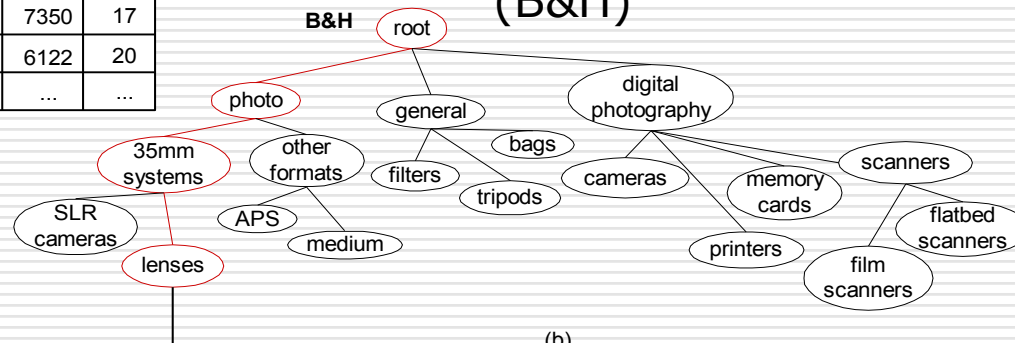 (B&H)
7350 17
6122 20
... ...
B&H
root
photo
general
digital
photography
35mm
systems
other
formats
filters
bags
tripods
cameras
memory
cards
scanners
SLR
cameras
APS
medium
lenses
printers
film
scanners
flatbed
scanners
(b)